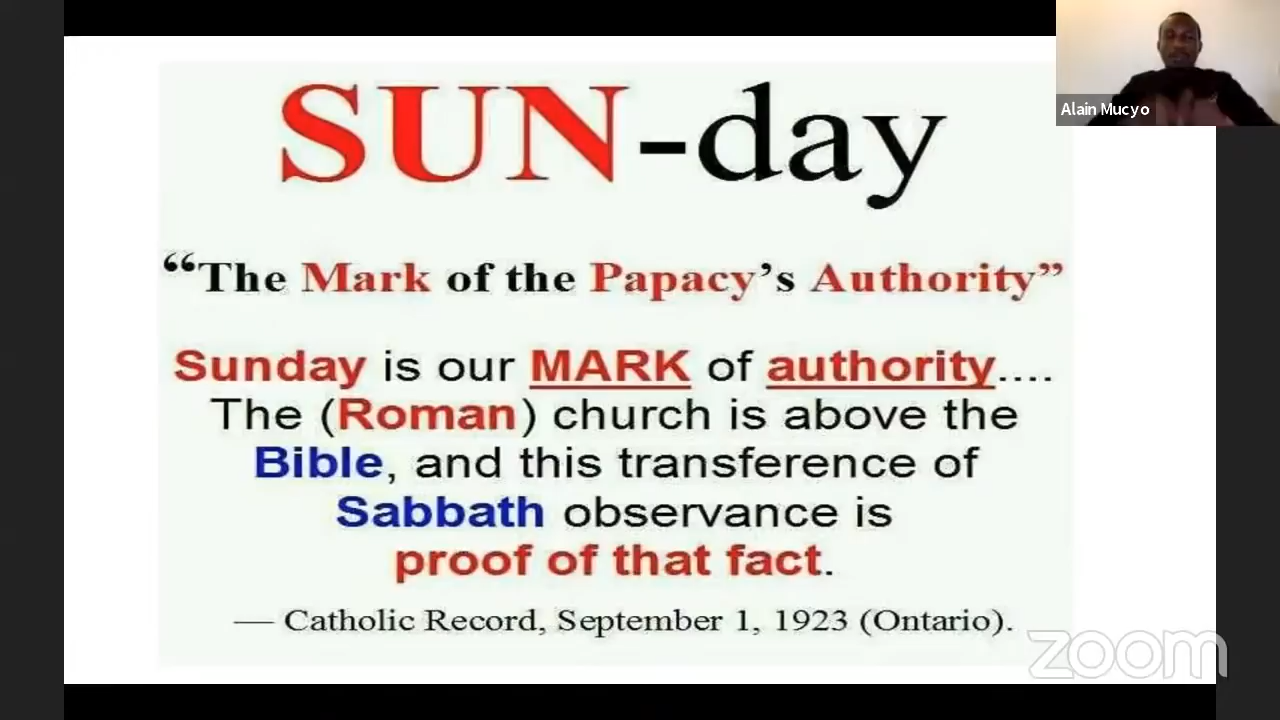 Alain Mucyo
SUN-day
“The Mark of the Papacy’s Authority”
Sunday is our MARK of authority....
The (Roman) church is above the
Bible, and this transference of
Sabbath observance is
proof of that fact.
— Catholic Record, September 1, 1923 (Ontario).
zoom